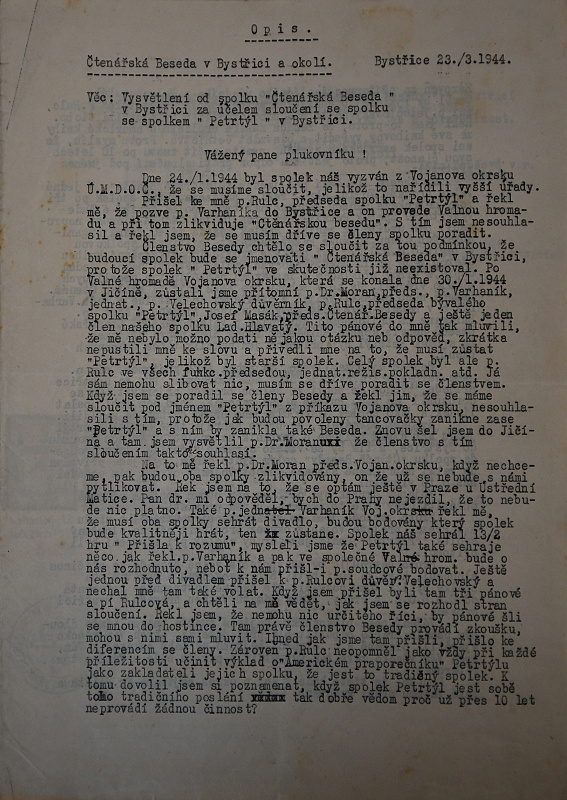 Opis.
Čtenářská Beseda v Bystřici a okolí. Bystřice 23./3.1944.
Věc: Vysvětlení od spolku "Čtenářská Beseda "
v Bystřici za účelem sloučení se spolku
se spolkem " Petrtýl " v Bystřici.
Vážený pane plukovníku !
Dne 24./1.1944 byl spolek náš vyzván z Vojanova okrsku
Ú.M.D.O.Č., že se musíme sloučit, jelikož to nařídili vyšší úřady.
Přišel ke mně p.Rulc, předseda spolku "Petrtýl" a řekl
mě, že pozve p. Varhaníka do Bystřice a on provede Valnou hroma-
du a při tom zlikviduje "Čtenářskou besedu". S tím jsem nesouhla-
sil a řekl jsem, že se musím dříve se členy spolku poradit.
Členstvo Besedy chtělo se sloučit za tou podmínkou, že
budoucí spolek bude se jmenovati " Čtenářská Beseda" v Bystřici,
protože spolek " Petrtýl" ve skutečnosti již neexistoval. Po
Valné hromadě Vojanova okrsku, která se konala dne 30./1.1944
v Jičíně, zůstali jsme přítomni p.Dr.Moran,preds., p.Varhaník,
jednat., p. Velechovský důvěrník, p.Rulc,předseda bývalého
spolku "Petrtýl",Josef Masák,předs.Čtenář.Besedy a ještě jeden
člen našeho spolku Lad.Hlavatý. Tito pánové do mně tak mluvili,
že mě nebylo možno podati ně jakou otázku neb odpověd, zkrátka
nepustili mně ke slovu a přivedli mne na to, že musí zůstat
"Petrtýl", jelikož byl starší spolek. Celý spolek byl ale p.
Rulc ve všech funkc.předsedou, jednat.režis.pokladn. atd. Já
sám nemohu slibovat nic, musím se dříve poradit se členstvem.
Když jsem se poradil se členy Besedy a řekl jim, že se máme
sloučit pod jménem "Petrtýl" z příkazu Vojanova okrsku, nesouhla-
sili s tím, protože jak budou povoleny tancovačky zanikne zase
"Petrtýl" a s ním by zanikla také Beseda. Znovu šel jsem do Jičí-
na a tam jsem vysvětlil p.Dr.Moranuxi že členstvo s tím
sloučením takto souhlasí.
Na to mě řekl p.Dr.Moran předs.Vojan.okrsku, když nechce-
me, pak budou oba spolky zlikvidovány, on že už se nebude s námi
pytlíkovat. Řek jsem na to, že se optám ještě v Praze u Ústřední
Matice. Pan dr. mi odpověděl, bych do Prahy nejezdil, že to nebu-
de nic platno. Také p.jednatel Varhaník Voj.okrsku řekl mě,
že musí oba spolky sehrát divadlo, budou bodovány který spolek
bude kvalitněji hrát, ten xx zůstane. Spolek náš sehrál 13/2
hru " Přišla k rozumu", mysleli jsme že Petrtýl také sehraje
něco,jak řekl.p.Varhaník a pak ve společné Valné hrom. bude o
nás rozhodnuto, nebot k nám přišl-i p.soudcové bodovat. Ještě
jednou před divadlem přišel k p.Rulcovi důvěř.Velechovský a
nechal mně tam také volat. Když jsem přišel byli tam tři pánové
a pí Rulcová, a chtěli na mě vědět, jak jsem se rozhodl stran
sloučení. Řekl jsem, že nemohu nic určitého říci, by pánové šli
se mnou do hostince. Tam právě členstvo Besedy provádí zkoušku,
mohou s nimi sami mluvit. Ihned jak jsme tam přišli, přišlo ke
diferencím se členy. Zároveň p.Rulc neopomněl jako vždy při každé
příležitosti učinit výklad o"Americkém praporečníku" Petrtýlu
jako zakladateli jejich spolku, že jest to tradičný spolek. K
tomu dovolil jsem si poznamenat, když spolek Petrtýl jest sobě
toho tradičního poslání xxxxx tak dobře vědom proč už přes 10 let
neprovádí žádnou činnost?